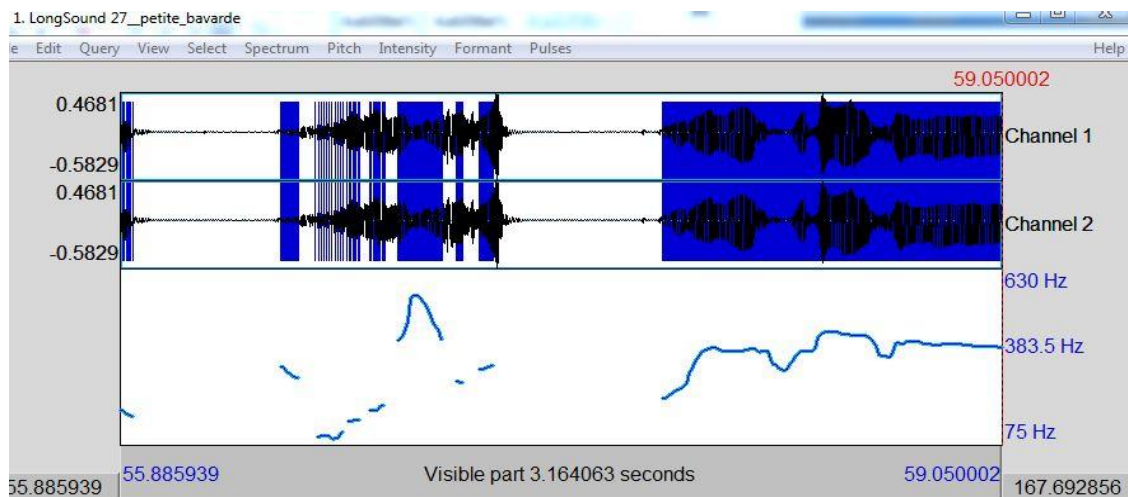 1. LongSound 27__petite_bavarde
e Edit Query View Select Spectrum Pitch Intensity Formant Pulses Help
59.050002
0.4681
Channel 1
-0.5829
0.4681
Channel 2
-0.5829
630 Hz
383.5 Hz
75 Hz
55.885939 Visible part 3.164063 seconds 59.050002
55.885939 167.692856